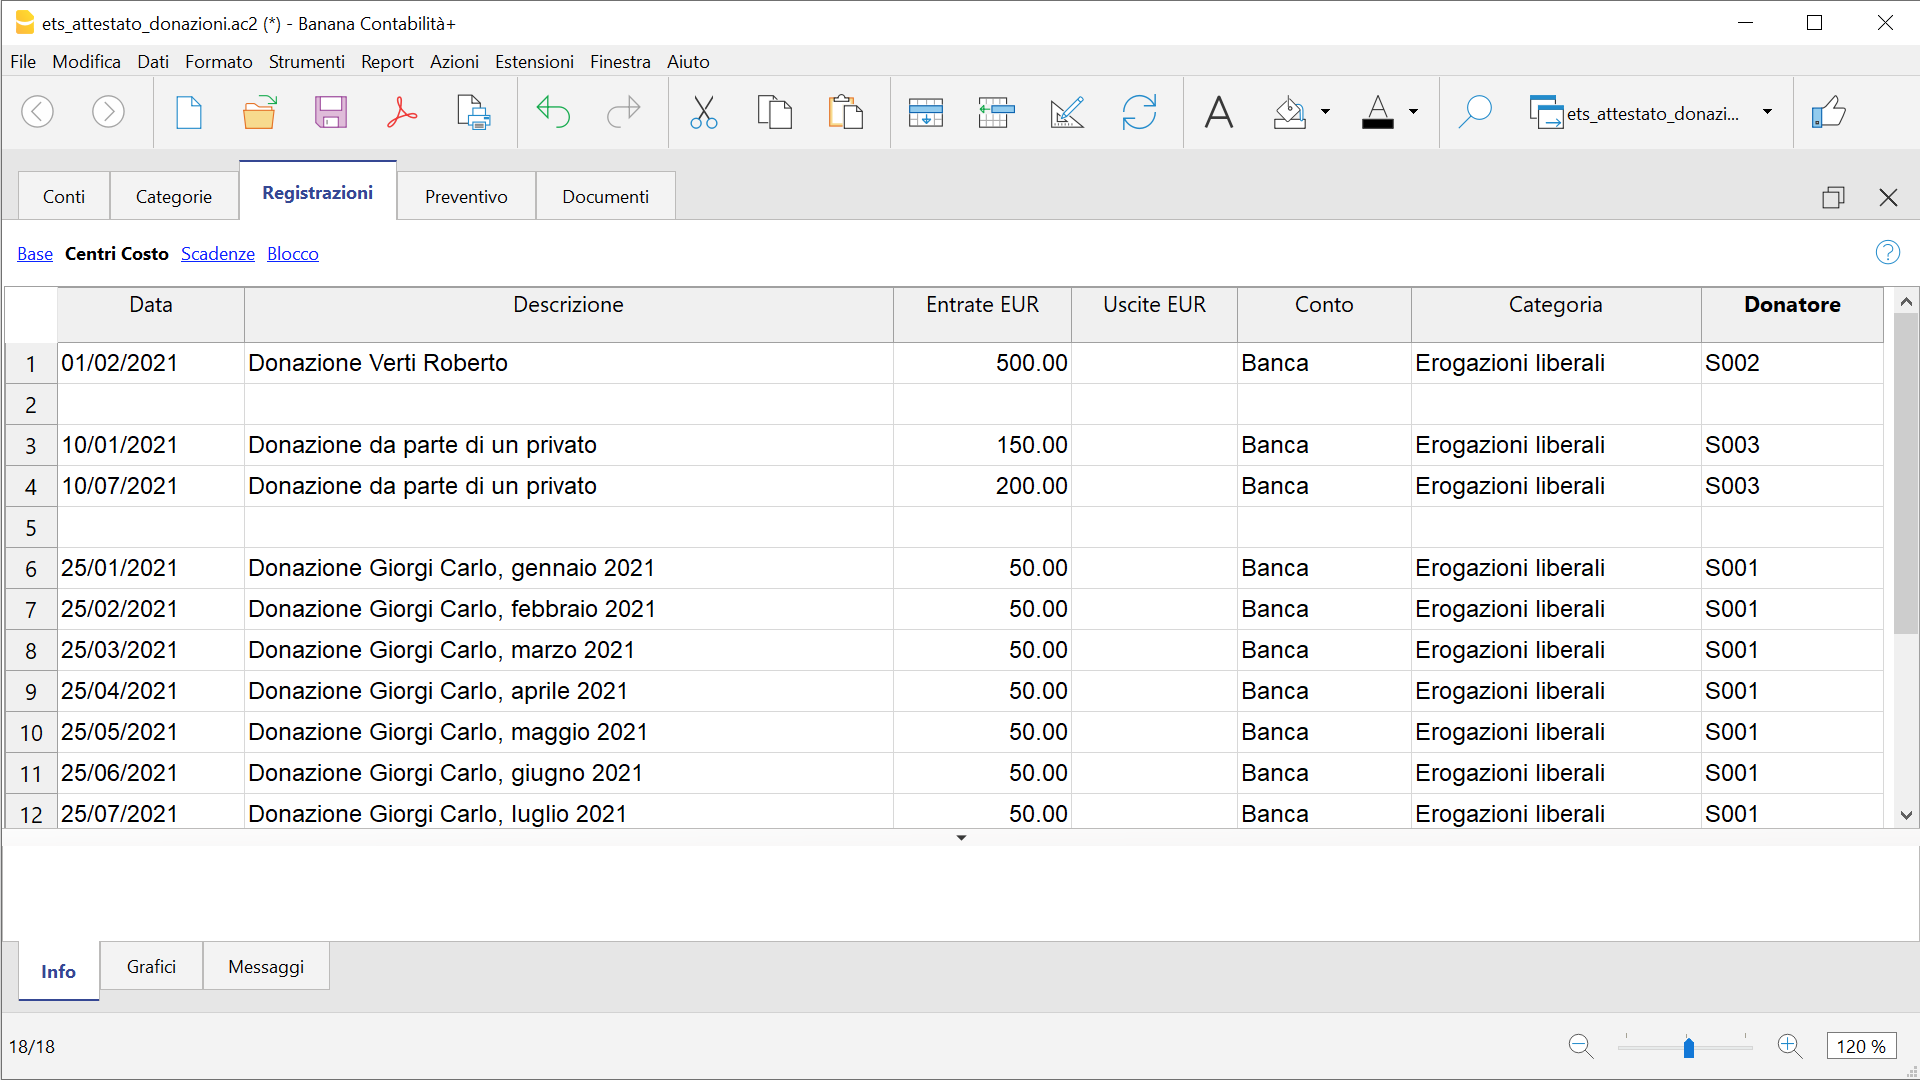 ets_attestato_donazioni.ac2 (*) - Banana Contabilità+
File Modifica Dati Formato Strumenti Report Azioni Estensioni Finestra Aiuto
ets_attestato_donazi...
Conti Categorie Registrazioni Preventivo Documenti
Base Centri Costo Scadenze Blocco
Data Descrizione Entrate EUR Uscite EUR Conto Categoria Donatore
1 01/02/2021 Donazione Verti Roberto 500.00 Banca Erogazioni liberali S002
2
3 10/01/2021 Donazione da parte di un privato 150.00 Banca Erogazioni liberali S003
4 10/07/2021 Donazione da parte di un privato 200.00 Banca Erogazioni liberali S003
5
6 25/01/2021 Donazione Giorgi Carlo, gennaio 2021 50.00 Banca Erogazioni liberali S001
7 25/02/2021 Donazione Giorgi Carlo, febbraio 2021 50.00 Banca Erogazioni liberali S001
8 25/03/2021 Donazione Giorgi Carlo, marzo 2021 50.00 Banca Erogazioni liberali S001
9 25/04/2021 Donazione Giorgi Carlo, aprile 2021 50.00 Banca Erogazioni liberali S001
10 25/05/2021 Donazione Giorgi Carlo, maggio 2021 50.00 Banca Erogazioni liberali S001
11 25/06/2021 Donazione Giorgi Carlo, giugno 2021 50.00 Banca Erogazioni liberali S001
12 25/07/2021 Donazione Giorgi Carlo, luglio 2021 50.00 Banca Erogazioni liberali S001
Info Grafici Messaggi
18/18 120 %